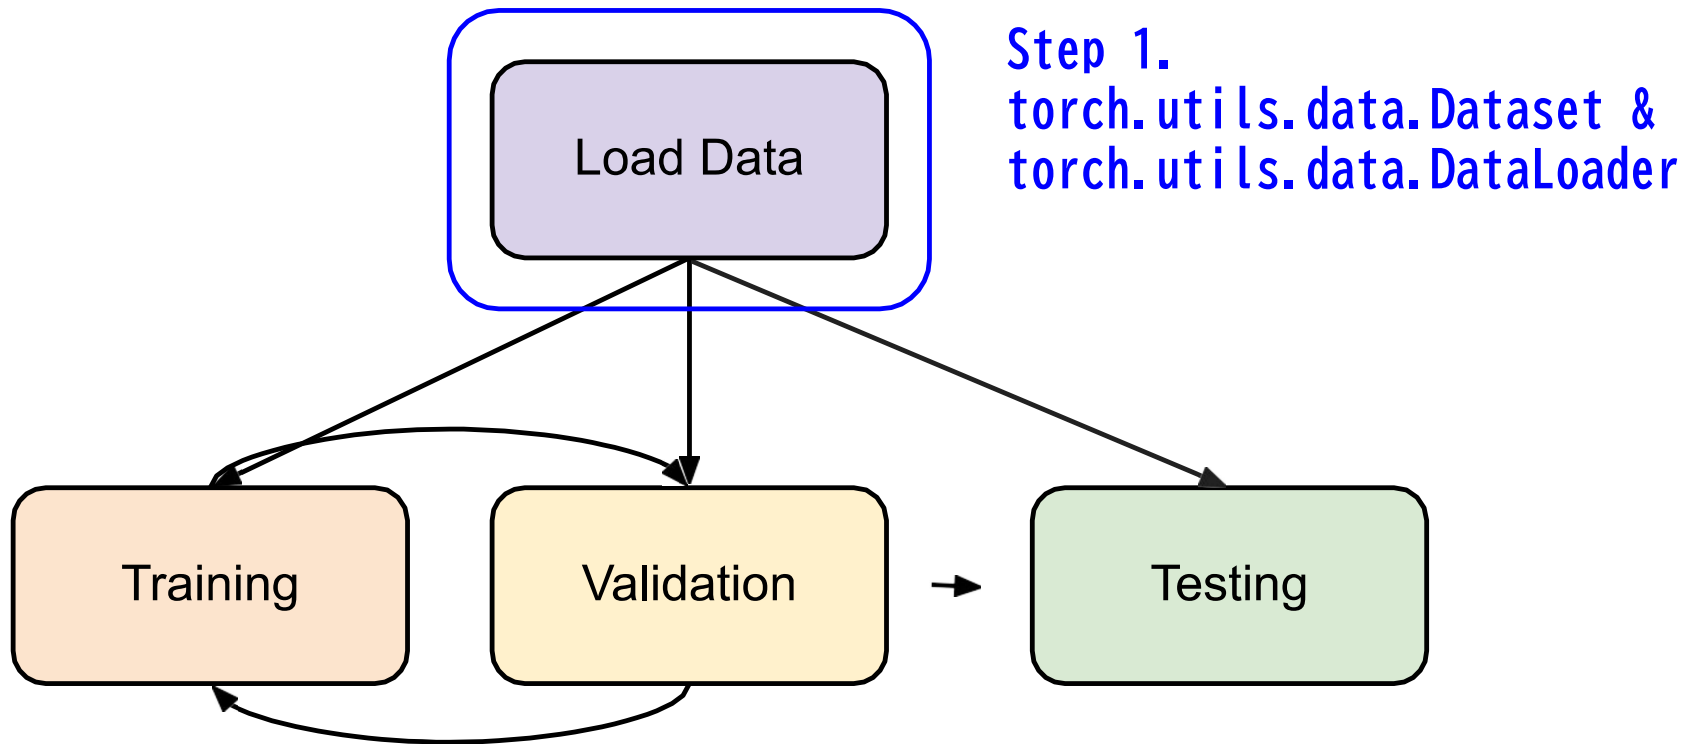 Step 1.
torch.utils.data.Dataset &
torch.utils.data.DataLoader
Load Data
Training
Validation
Testing